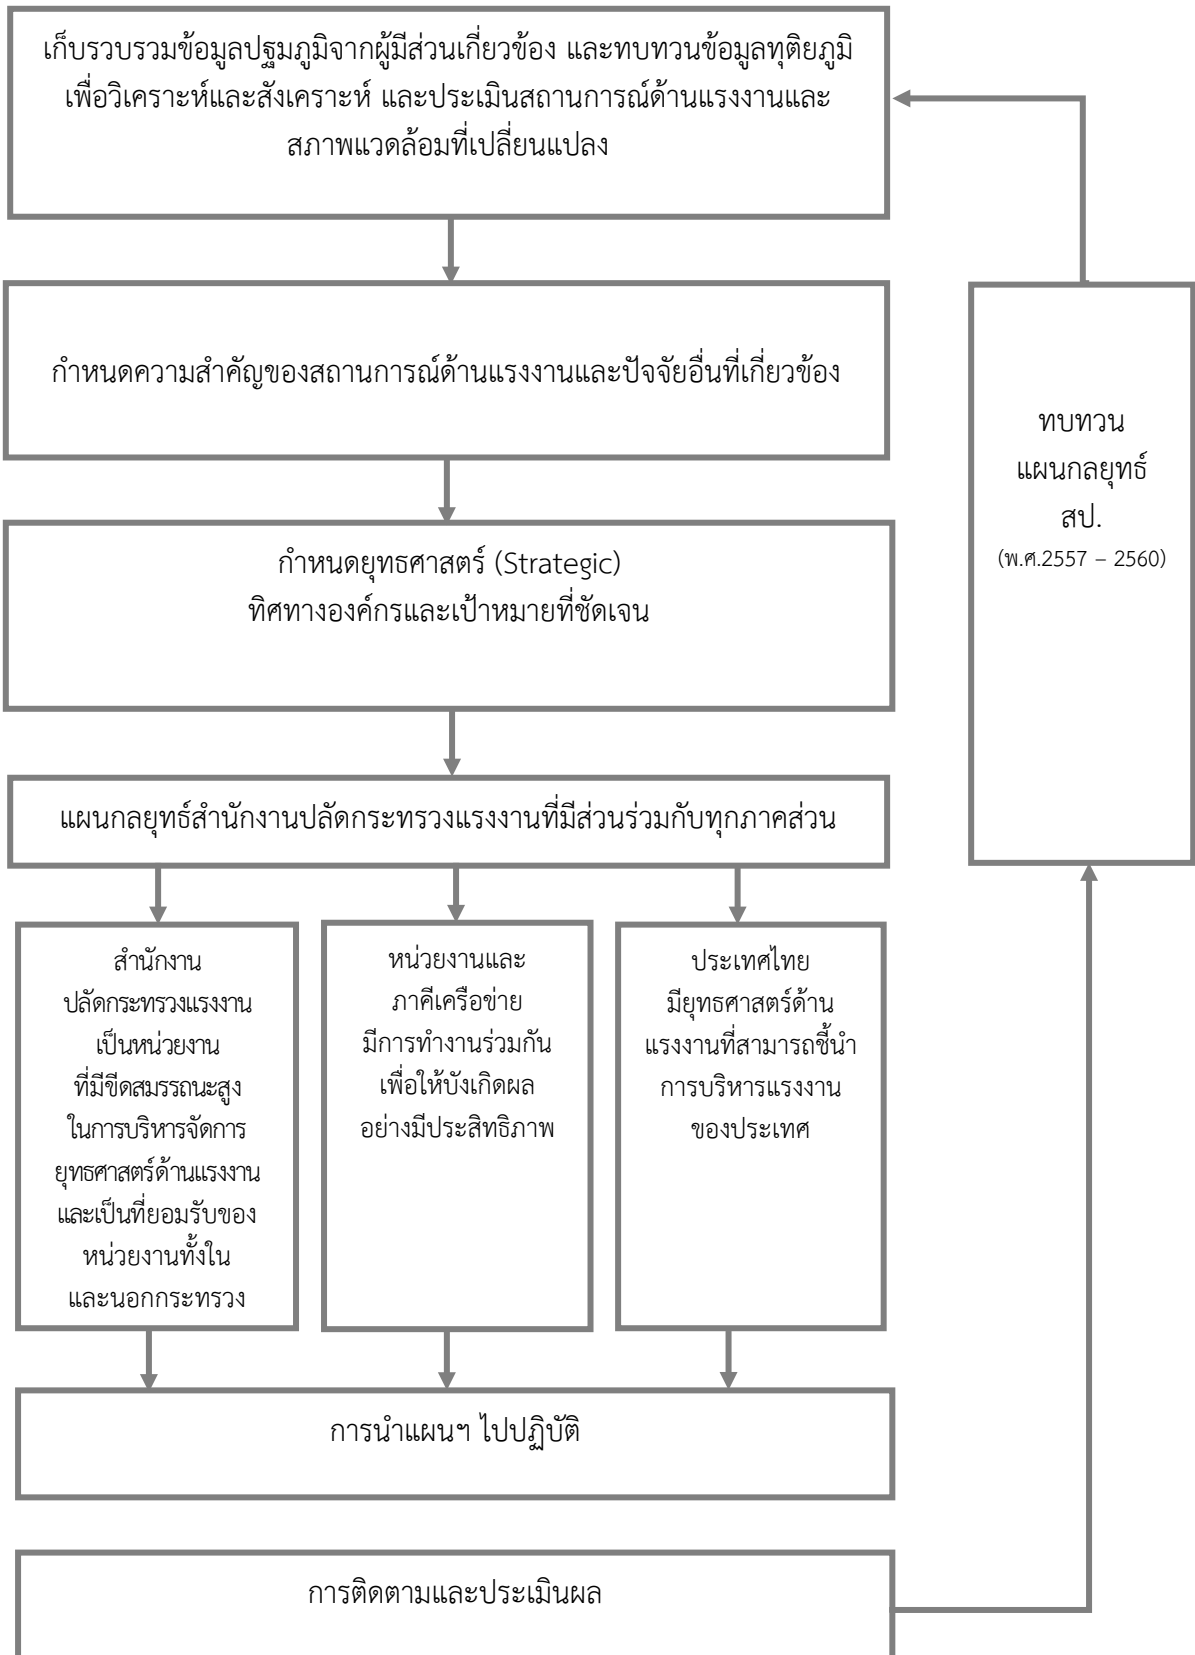 เก็บรวบรวมข้อมูลปฐมภูมิจากผู้มีส่วนเกี่ยวข้อง และทบทวนข้อมูลทุติยภูมิ
เพื่อวิเคราะห์และสังเคราะห์ และประเมินสถานการณ์ด้านแรงงานและ
สภาพแวดล้อมที่เปลี่ยนแปลง
กำหนดความสำคัญของสถานการณ์ด้านแรงงานและปัจจัยอื่นที่เกี่ยวข้อง
กำหนดยุทธศาสตร์ (Strategic)
ทิศทางองค์กรและเป้าหมายที่ชัดเจน
แผนกลยุทธ์สำนักงานปลัดกระทรวงแรงงานที่มีส่วนร่วมกับทุกภาคส่วน
สำนักงาน
ปลัดกระทรวงแรงงาน
เป็นหน่วยงาน
ที่มีขีดสมรรถนะสูง
ในการบริหารจัดการ
ยุทธศาสตร์ด้านแรงงาน
และเป็นที่ยอมรับของ
หน่วยงานทั้งใน
และนอกกระทรวง
หน่วยงานและ
ภาคีเครือข่าย
มีการทำงานร่วมกัน
เพื่อให้บังเกิดผล
อย่างมีประสิทธิภาพ
ประเทศไทย
มียุทธศาสตร์ด้าน
แรงงานที่สามารถชี้นำ
การบริหารแรงงาน
ของประเทศ
การนำแผนฯ ไปปฏิบัติ
การติดตามและประเมินผล
ทบทวน
แผนกลยุทธ์
สป.
(พ.ศ.2557 – 2560)